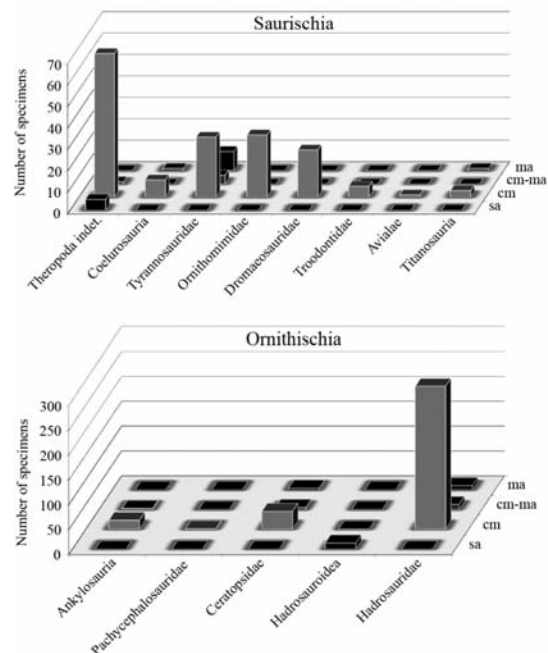 Saurischia
Number of specimens
70
60
50
40
30
20
10
0
ma
cm-ma
cm
sa
Theropoda indet.
Coelurosauria
Tyrannosauridae
Ornithomimidae
Dromaeosauridae
Troodontidae
Avialae
Titanosauria
Ornithischia
Number of specimens
300
250
200
150
100
50
0
ma
cm-ma
cm
sa
Ankylosauria
Pachycephalosauridae
Ceratopsidae
Hadrosauroidea
Hadrosauridae